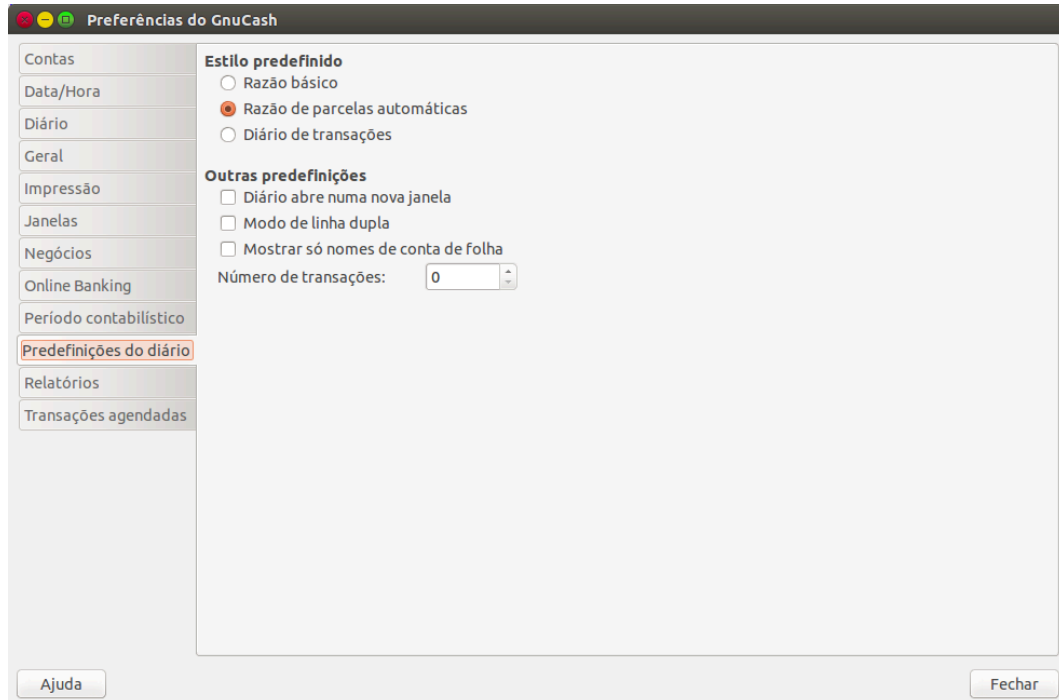 Preferências do GnuCash
Contas
Data/Hora
Diário
Geral
Impressão
Janelas
Negócios
Online Banking
Período contabilístico
Predefinições do diário
Relatórios
Transações agendadas
Estilo predefinido
Razão básico
Razão de parcelas automáticas
Diário de transações
Outras predefinições
Diário abre numa nova janela
Modo de linha dupla
Mostrar só nomes de conta de folha
Número de transações: 0
Ajuda
Fechar